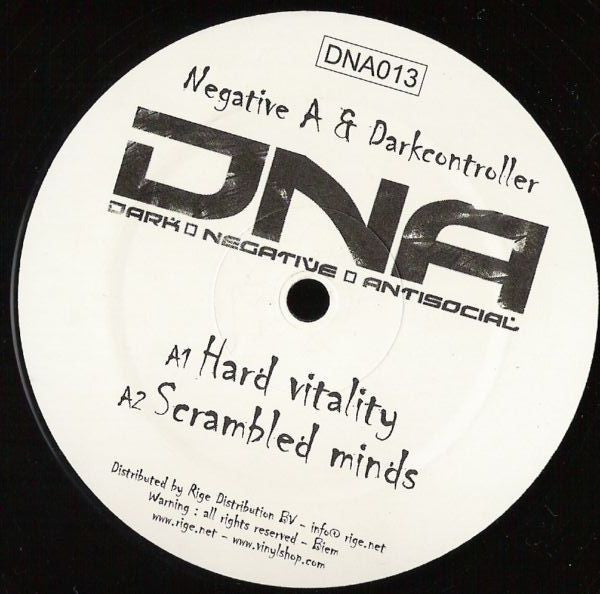 DNA013
Negative A & Darkcontroller
DNA
DARK NEGATIVE ANTISOCIAL
A1 Hard vitality
A2 Scrambled minds
Distributed by Rige Distribution BV - info@ rige.net
Warning : all rights reserved - Biem
www.rige.net - www.vinylshop.com